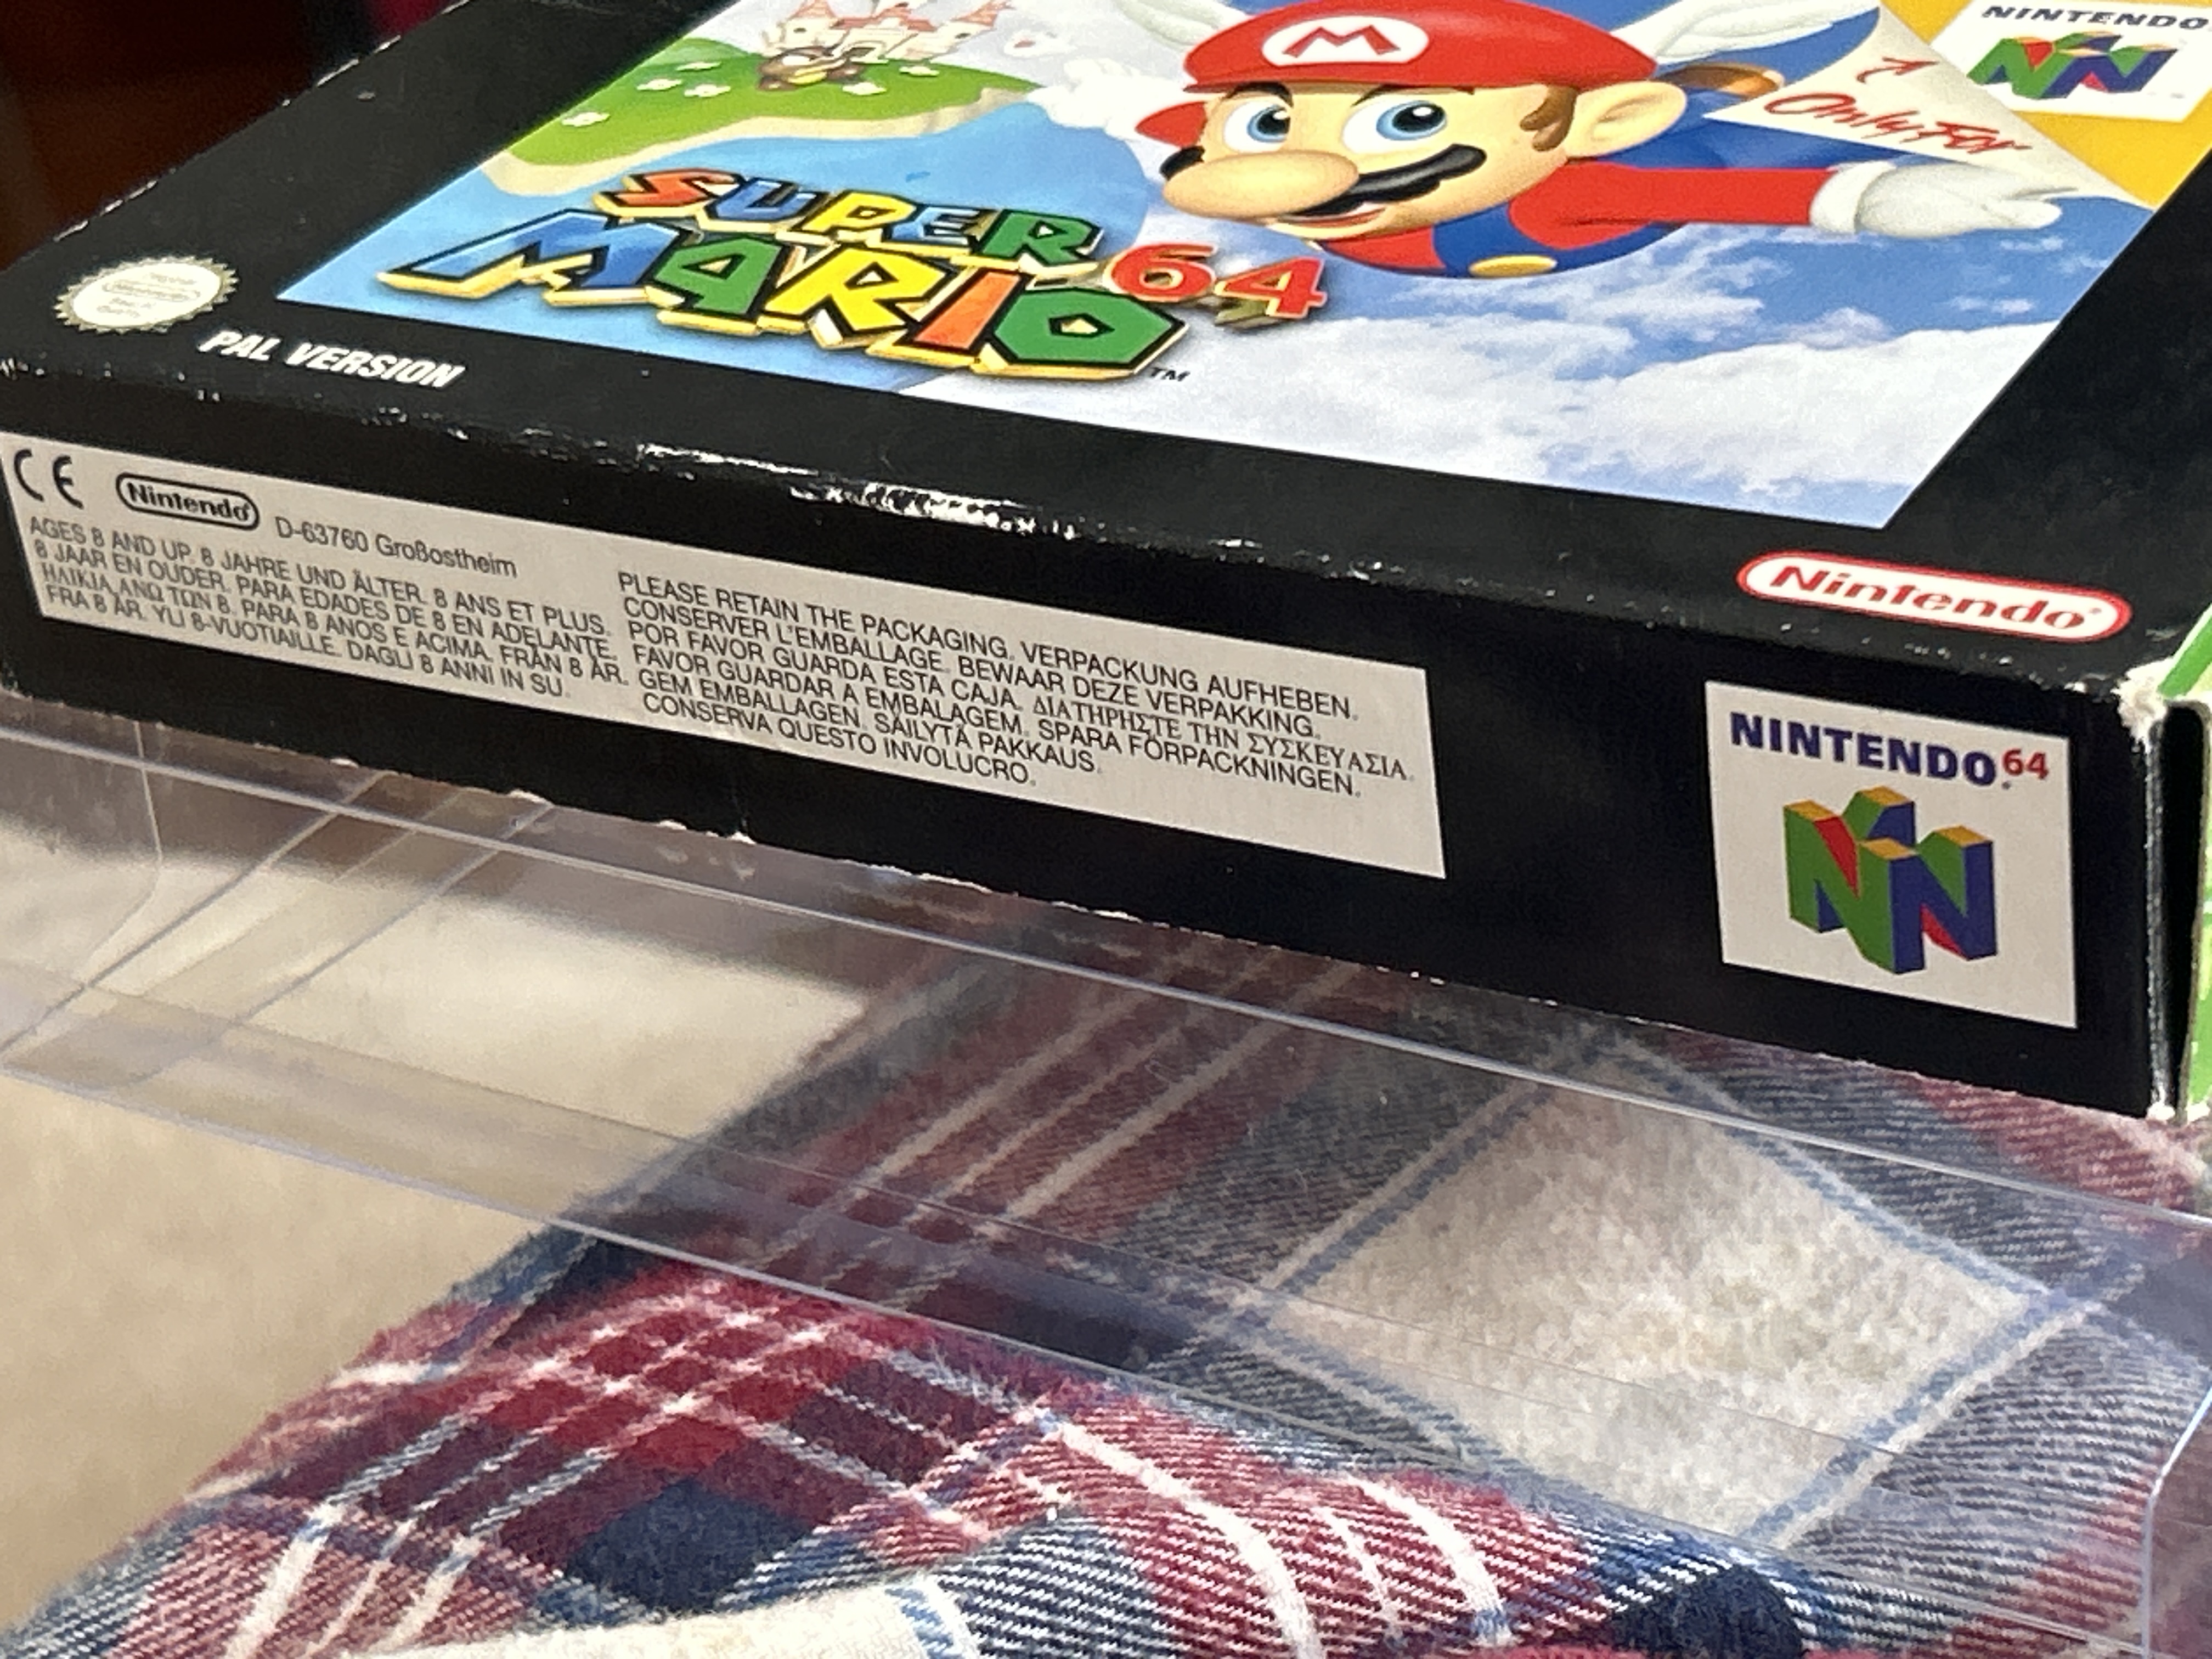 NINTENDO
Only For
M
SUPER
MARIO 64
TM
Nintendo
PAL VERSION
Nintendo
CE Nintendo D-63760 Großostheim
AGES 8 AND UP. 8 JAHRE UND ÄLTER. 8 ANS ET PLUS.
8 JAAR EN OUDER. PARA EDADES DE 8 EN ADELANTE.
ΗΛΙΚΙΑ ΑΝΩ ΤΩΝ 8. PARA 8 ANOS E ACIMA. FRÅN 8 ÅR.
FRA 8 ÅR. YLI 8-VUOTIAILLE. DAGLI 8 ANNI IN SU.
PLEASE RETAIN THE PACKAGING. VERPACKUNG AUFHEBEN.
CONSERVER L'EMBALLAGE. BEWAAR DEZE VERPAKKING.
POR FAVOR GUARDA ESTA CAJA. ΔΙΑΤΗΡΗΣΤΕ ΤΗΝ ΣΥΣΚΕΥΑΣΙΑ.
FAVOR GUARDAR A EMBALAGEM. SPARA FÖRPACKNINGEN.
GEM EMBALLAGEN. SÄILYTÄ PAKKAUS.
CONSERVA QUESTO INVOLUCRO.
NINTENDO 64